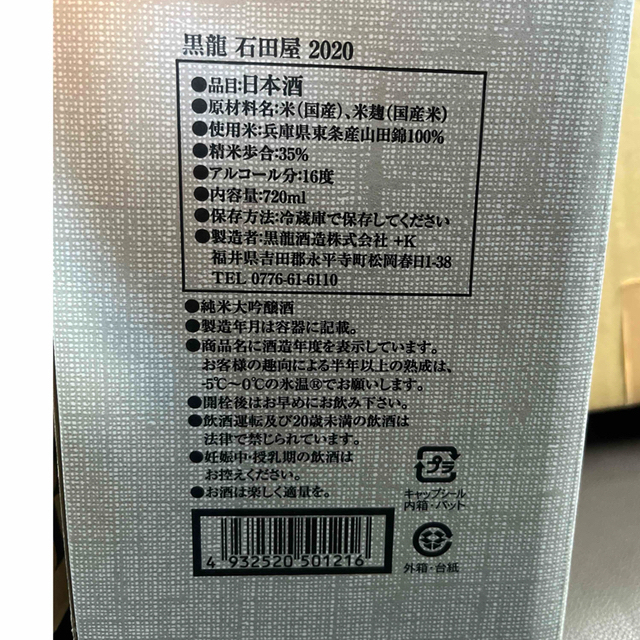 黒龍 石田屋 2020
●品目:日本酒
●原材料名:米(国産)、米麹(国産米)
●使用米:兵庫県東条産山田錦100%
●精米歩合:35%
●アルコール分:16度
●内容量:720ml
●保存方法:冷蔵庫で保存してください
●製造者:黒龍酒造株式会社 +K
福井県吉田郡永平寺町松岡春日1-38
TEL 0776-61-6110
●純米大吟醸酒
●製造年月は容器に記載。
●商品名に酒造年度を表示しています。
お客様の趣向による半年以上の熟成は、
-5℃〜0℃の氷温®でお願いします。
●開栓後はお早めにお飲み下さい。
●飲酒運転及び20歳未満の飲酒は
法律で禁じられています。
●妊娠中・授乳期の飲酒は
お控えください。
●お酒は楽しく適量を。
プラ
キャップシール
内箱・パット
外箱・台紙
4 932520 501216